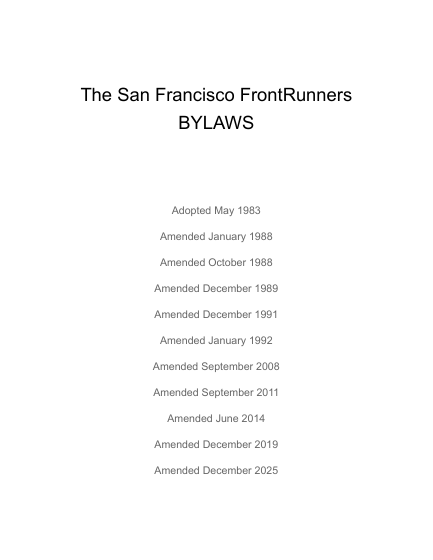 The San Francisco FrontRunners
BYLAWS
Adopted May 1983
Amended January 1988
Amended October 1988
Amended December 1989
Amended December 1991
Amended January 1992
Amended September 2008
Amended September 2011
Amended June 2014
Amended December 2019
Amended December 2025